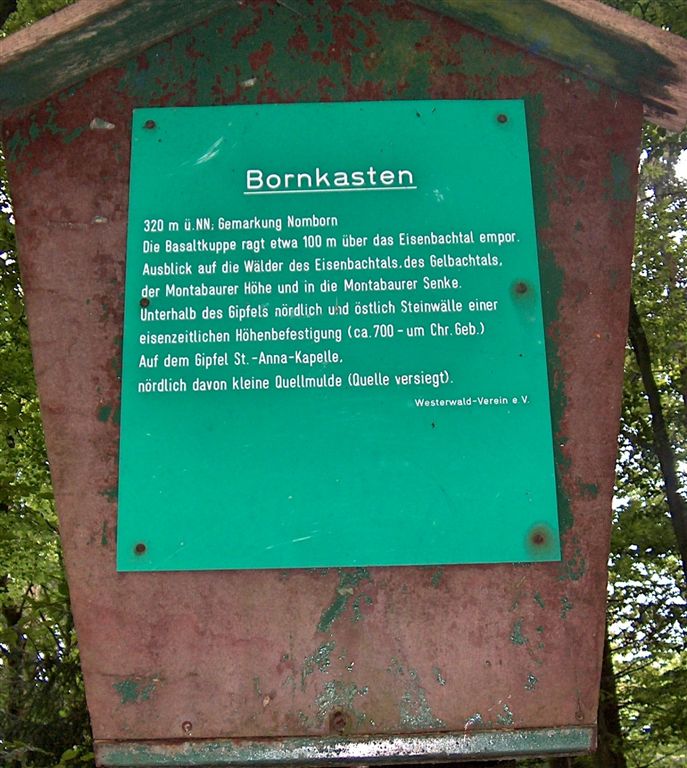 Bornkasten
320 m ü.NN; Gemarkung Nomborn
Die Basaltkuppe ragt etwa 100 m über das Eisenbachtal empor.
Ausblick auf die Wälder des Eisenbachtals, des Gelbachtals,
der Montabaurer Höhe und in die Montabaurer Senke.
Unterhalb des Gipfels nördlich und östlich Steinwälle einer
eisenzeitlichen Höhenbefestigung (ca. 700 - um Chr. Geb.)
Auf dem Gipfel St.-Anna-Kapelle,
nördlich davon kleine Quellmulde (Quelle versiegt).
Westerwald-Verein e.V.